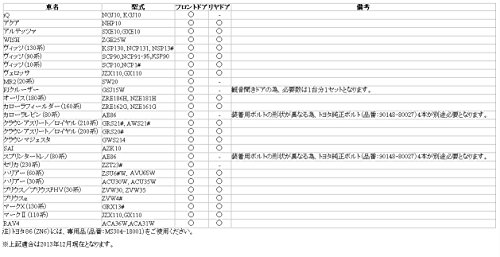 車名 型式 フロントドア リヤドア 備考
iQ NGJ10, KGJ10 ○ -
アクア NHP10 ○ ○
アルテッツァ SXE10,GXE10 ○ ○
WISH ZGE25W ○ ○
ヴィッツ(130系) KSP130, NCP131, NSP13# ○ ○
ヴィッツ(90系) SCP90,NCP91・95,KSP90 ○ ○
ヴィッツ(10系) SCP10,NCP1# ○ ○
ヴェロッサ JZX110,GX110 ○ ○
MR2(20系) SW20 ○ -
FJクルーザー GSJ15W ○ - 観音開きドアの為、必要数は1台分1セットとなります。
オーリス(180系) ZRE186H, NZE181H ○ ○
カローラフィールダー(160系) ZRE162G, NZE161G ○ ○
カローラレビン(80系) AE86 ○ - 装着用ボルトの形状が異なる為、トヨタ純正ボルト(品番:90148-80027)4本が別途必要となります。
クラウンアスリート/ロイヤル(210系) GRS21#, AWS21# ○ ○
クラウンアスリート/ロイヤル(200系) GRS20# ○ ○
クラウンマジェスタ GWS214 ○ ○
SAI AZK10 ○ ○
スプリンタートレノ(80系) AE86 ○ - 装着用ボルトの形状が異なる為、トヨタ純正ボルト(品番:90148-80027)4本が別途必要となります。
セリカ(230系) ZZT23# ○ -
ハリアー(60系) ZSU6#W, AVU65W ○ ○
ハリアー(30系) ACU30W, ACU35W ○ ○
プリウス/プリウスPHV(30系) ZVW30, ZVW35 ○ ○
プリウスα ZVW4# ○ ○
マークX(130系) GRX13# ○ ○
マークⅡ(110系) JZX110,GX110 ○ ○
RAV4 ACA36W,ACA31W ○ ○
注)トヨタ86(ZN6)には、専用品(品番:MS304-18001)をご使用ください。
※上記適合は2013年12月現在となります。